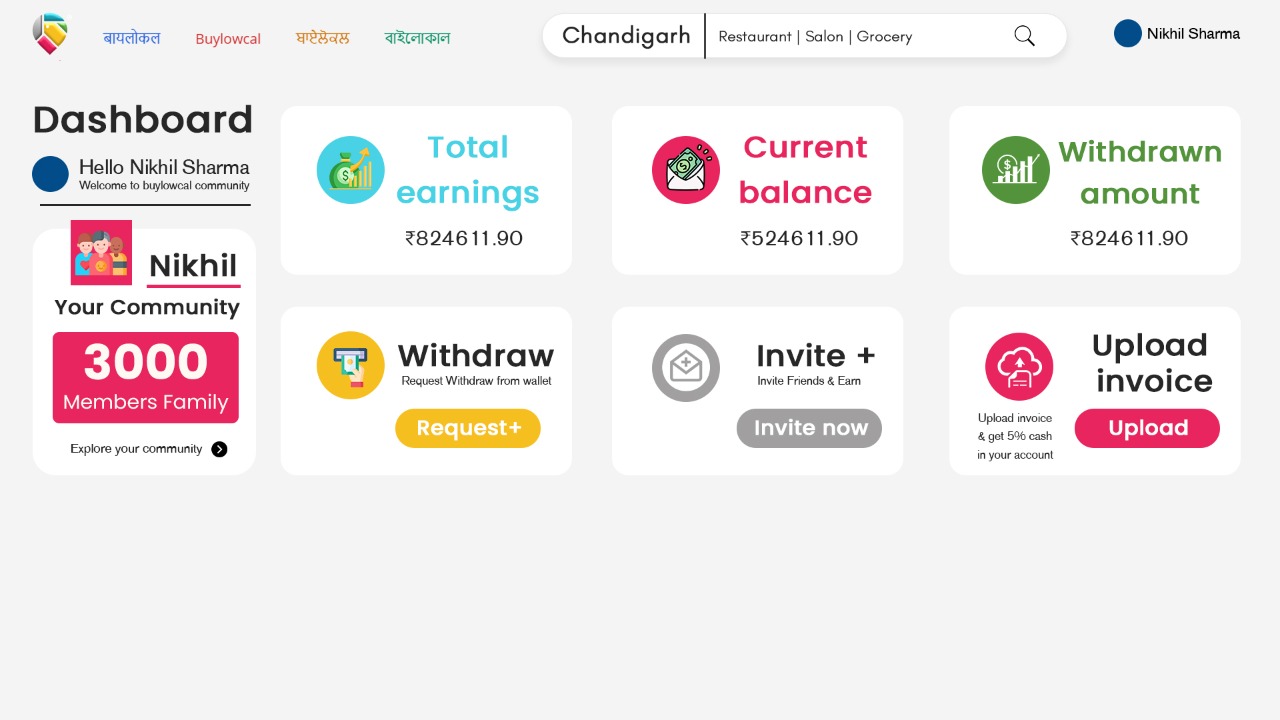 बायलोकल
Buylowcal
ਬਾਏਲੋਕਲ
বাইলোকাল
Chandigarh
Restaurant | Salon | Grocery
Nikhil Sharma
Dashboard
Hello Nikhil Sharma
Welcome to buylowcal community
Nikhil
Your Community
3000
Members Family
Explore your community
Total
earnings
₹824611.90
Current
balance
₹524611.90
Withdrawn
amount
₹824611.90
Withdraw
Request Withdraw from wallet
Request+
Invite +
Invite Friends & Earn
Invite now
Upload
invoice
Upload invoice
& get 5% cash
in your account
Upload